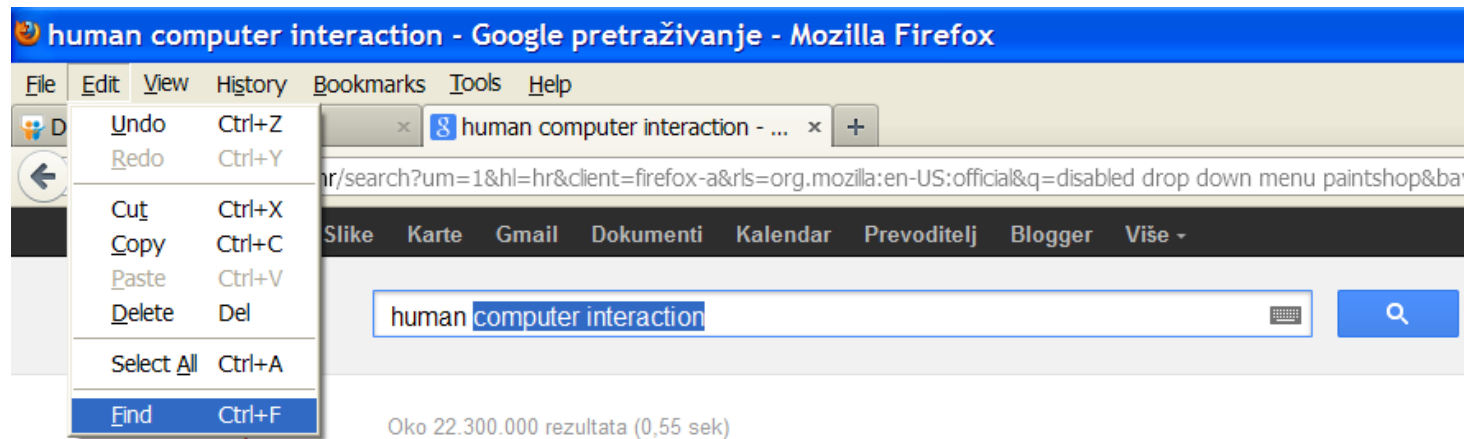 human computer interaction - Google pretraživanje - Mozilla Firefox
File Edit View History Bookmarks Tools Help
D × human computer interaction - ... × +
Undo Ctrl+Z
Redo Ctrl+Y
Cut Ctrl+X
Copy Ctrl+C
Paste Ctrl+V
Delete Del
Select All Ctrl+A
Find Ctrl+F
hr/search?um=1&hl=hr&client=firefox-a&rls=org.mozilla:en-US:official&q=disabled drop down menu paintshop&bav
Slike Karte Gmail Dokumenti Kalendar Prevoditelj Blogger Više
human computer interaction
Oko 22.300.000 rezultata (0,55 sek)